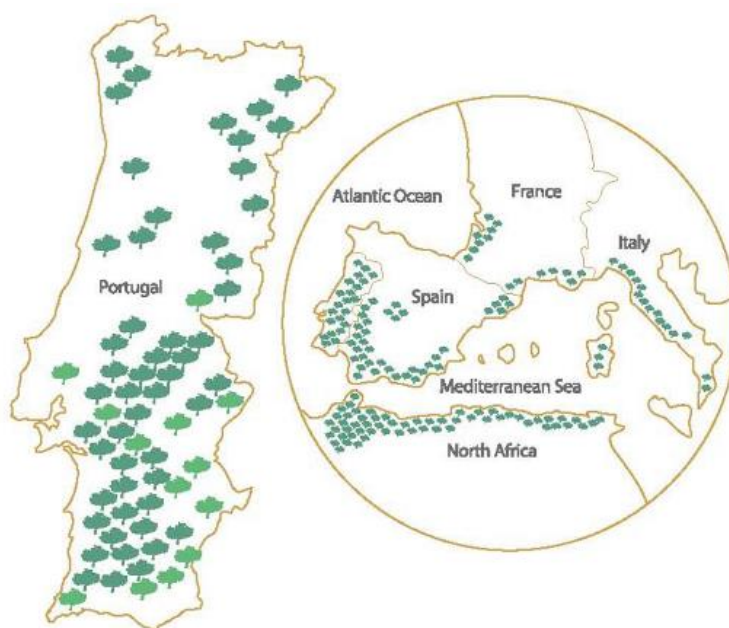 Portugal
Atlantic Ocean
France
Italy
Spain
Mediterranean Sea
North Africa